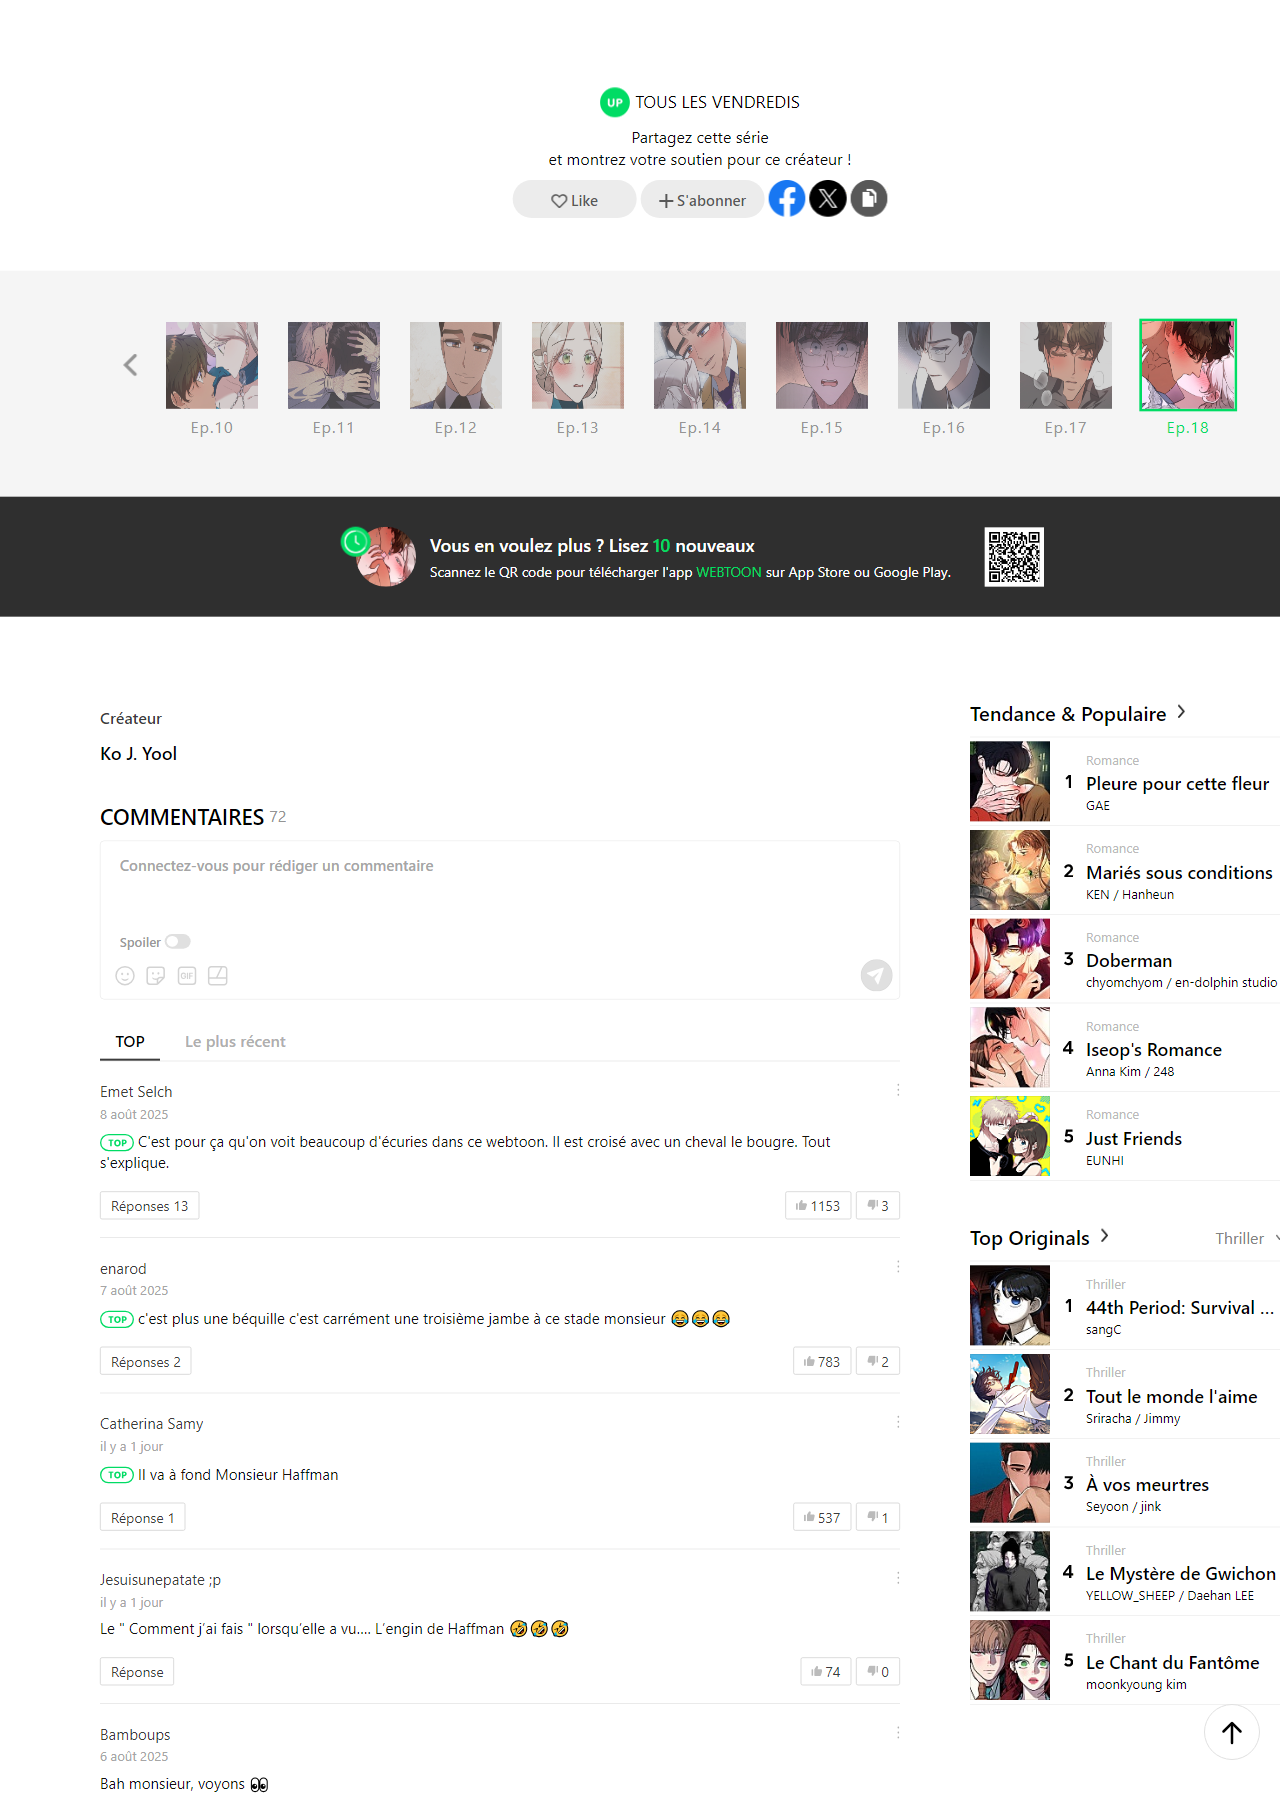 UP TOUS LES VENDREDIS
Partagez cette série
et montrez votre soutien pour ce créateur !
Like
S'abonner
Ep.10
Ep.11
Ep.12
Ep.13
Ep.14
Ep.15
Ep.16
Ep.17
Ep.18
Vous en voulez plus ? Lisez 10 nouveaux
Scannez le QR code pour télécharger l'app WEBTOON sur App Store ou Google Play.
Créateur
Ko J. Yool
COMMENTAIRES 72
Connectez-vous pour rédiger un commentaire
Spoiler
GIF
TOP
Le plus récent
Emet Selch
8 août 2025
TOP C'est pour ça qu'on voit beaucoup d'écuries dans ce webtoon. Il est croisé avec un cheval le bougre. Tout
s'explique.
Réponses 13
1153
3
enarod
7 août 2025
TOP c'est plus une béquille c'est carrément une troisième jambe à ce stade monsieur 😂😂😂
Réponses 2
783
2
Catherina Samy
il y a 1 jour
TOP Il va à fond Monsieur Haffman
Réponse 1
537
1
Jesuisunepatate ;p
il y a 1 jour
Le " Comment j’ai fais " lorsqu’elle a vu…. L’engin de Haffman 🤣🤣🤣
Réponse
74
0
Bamboups
6 août 2025
Bah monsieur, voyons 👀
Tendance & Populaire
1
Romance
Pleure pour cette fleur
GAE
2
Romance
Mariés sous conditions
KEN / Hanheun
3
Romance
Doberman
chyomchyom / en-dolphin studio
4
Romance
Iseop's Romance
Anna Kim / 248
5
Romance
Just Friends
EUNHI
Top Originals
Thriller
1
Thriller
44th Period: Survival ...
sangC
2
Thriller
Tout le monde l'aime
Sriracha / Jimmy
3
Thriller
À vos meurtres
Seyoon / jink
4
Thriller
Le Mystère de Gwichon
YELLOW_SHEEP / Daehan LEE
5
Thriller
Le Chant du Fantôme
moonkyoung kim